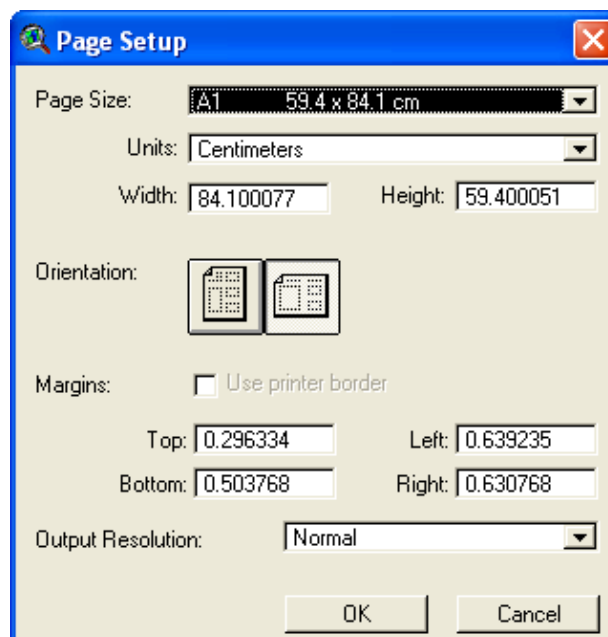 Page Setup
Page Size: A1 59.4 x 84.1 cm
Units: Centimeters
Width: 84.100077 Height: 59.400051
Orientation:
Margins: Use printer border
Top: 0.296334 Left: 0.639235
Bottom: 0.503768 Right: 0.630768
Output Resolution: Normal
OK Cancel